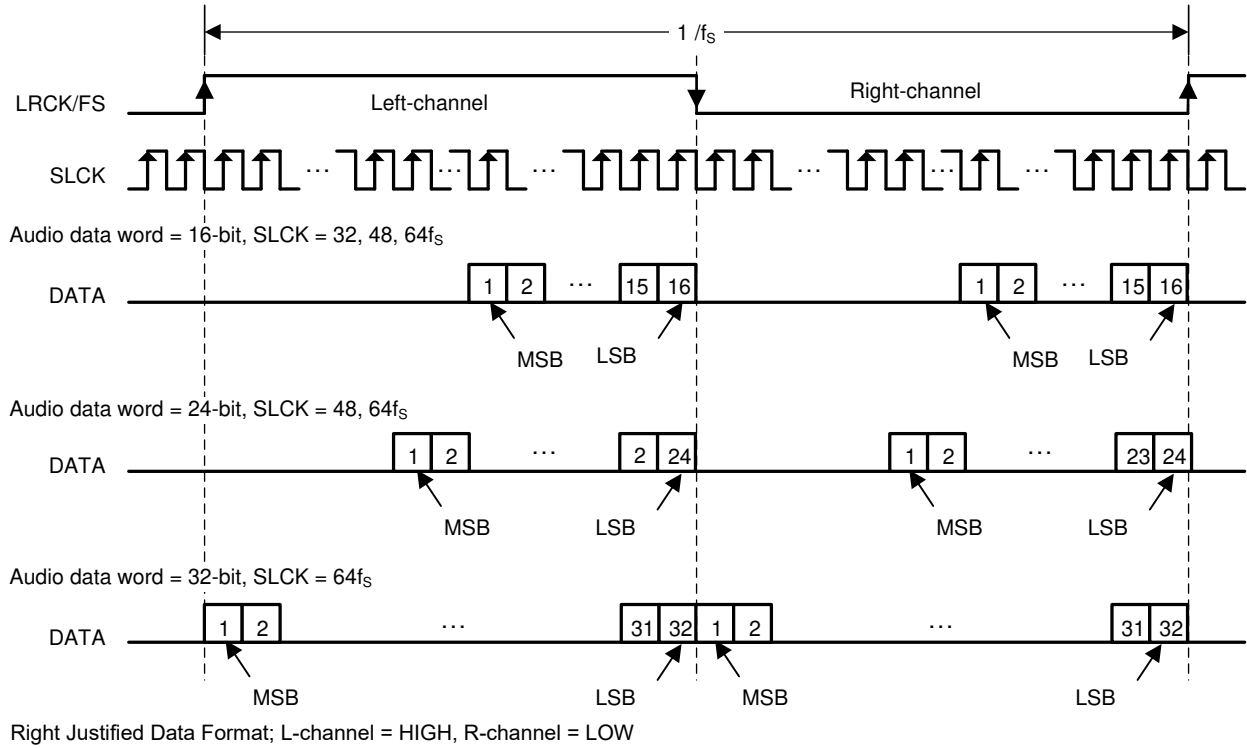 1 /fS
LRCK/FS
Left-channel
Right-channel
SLCK
... ... ... ... ... ...
Audio data word = 16-bit, SLCK = 32, 48, 64fS
DATA 1 2 ... 15 16 1 2 ... 15 16
MSB LSB MSB LSB
Audio data word = 24-bit, SLCK = 48, 64fS
DATA 1 2 ... 2 24 1 2 ... 23 24
MSB LSB MSB LSB
Audio data word = 32-bit, SLCK = 64fS
DATA 1 2 ... 31 32 1 2 ... 31 32
MSB LSB MSB LSB
Right Justified Data Format; L-channel = HIGH, R-channel = LOW